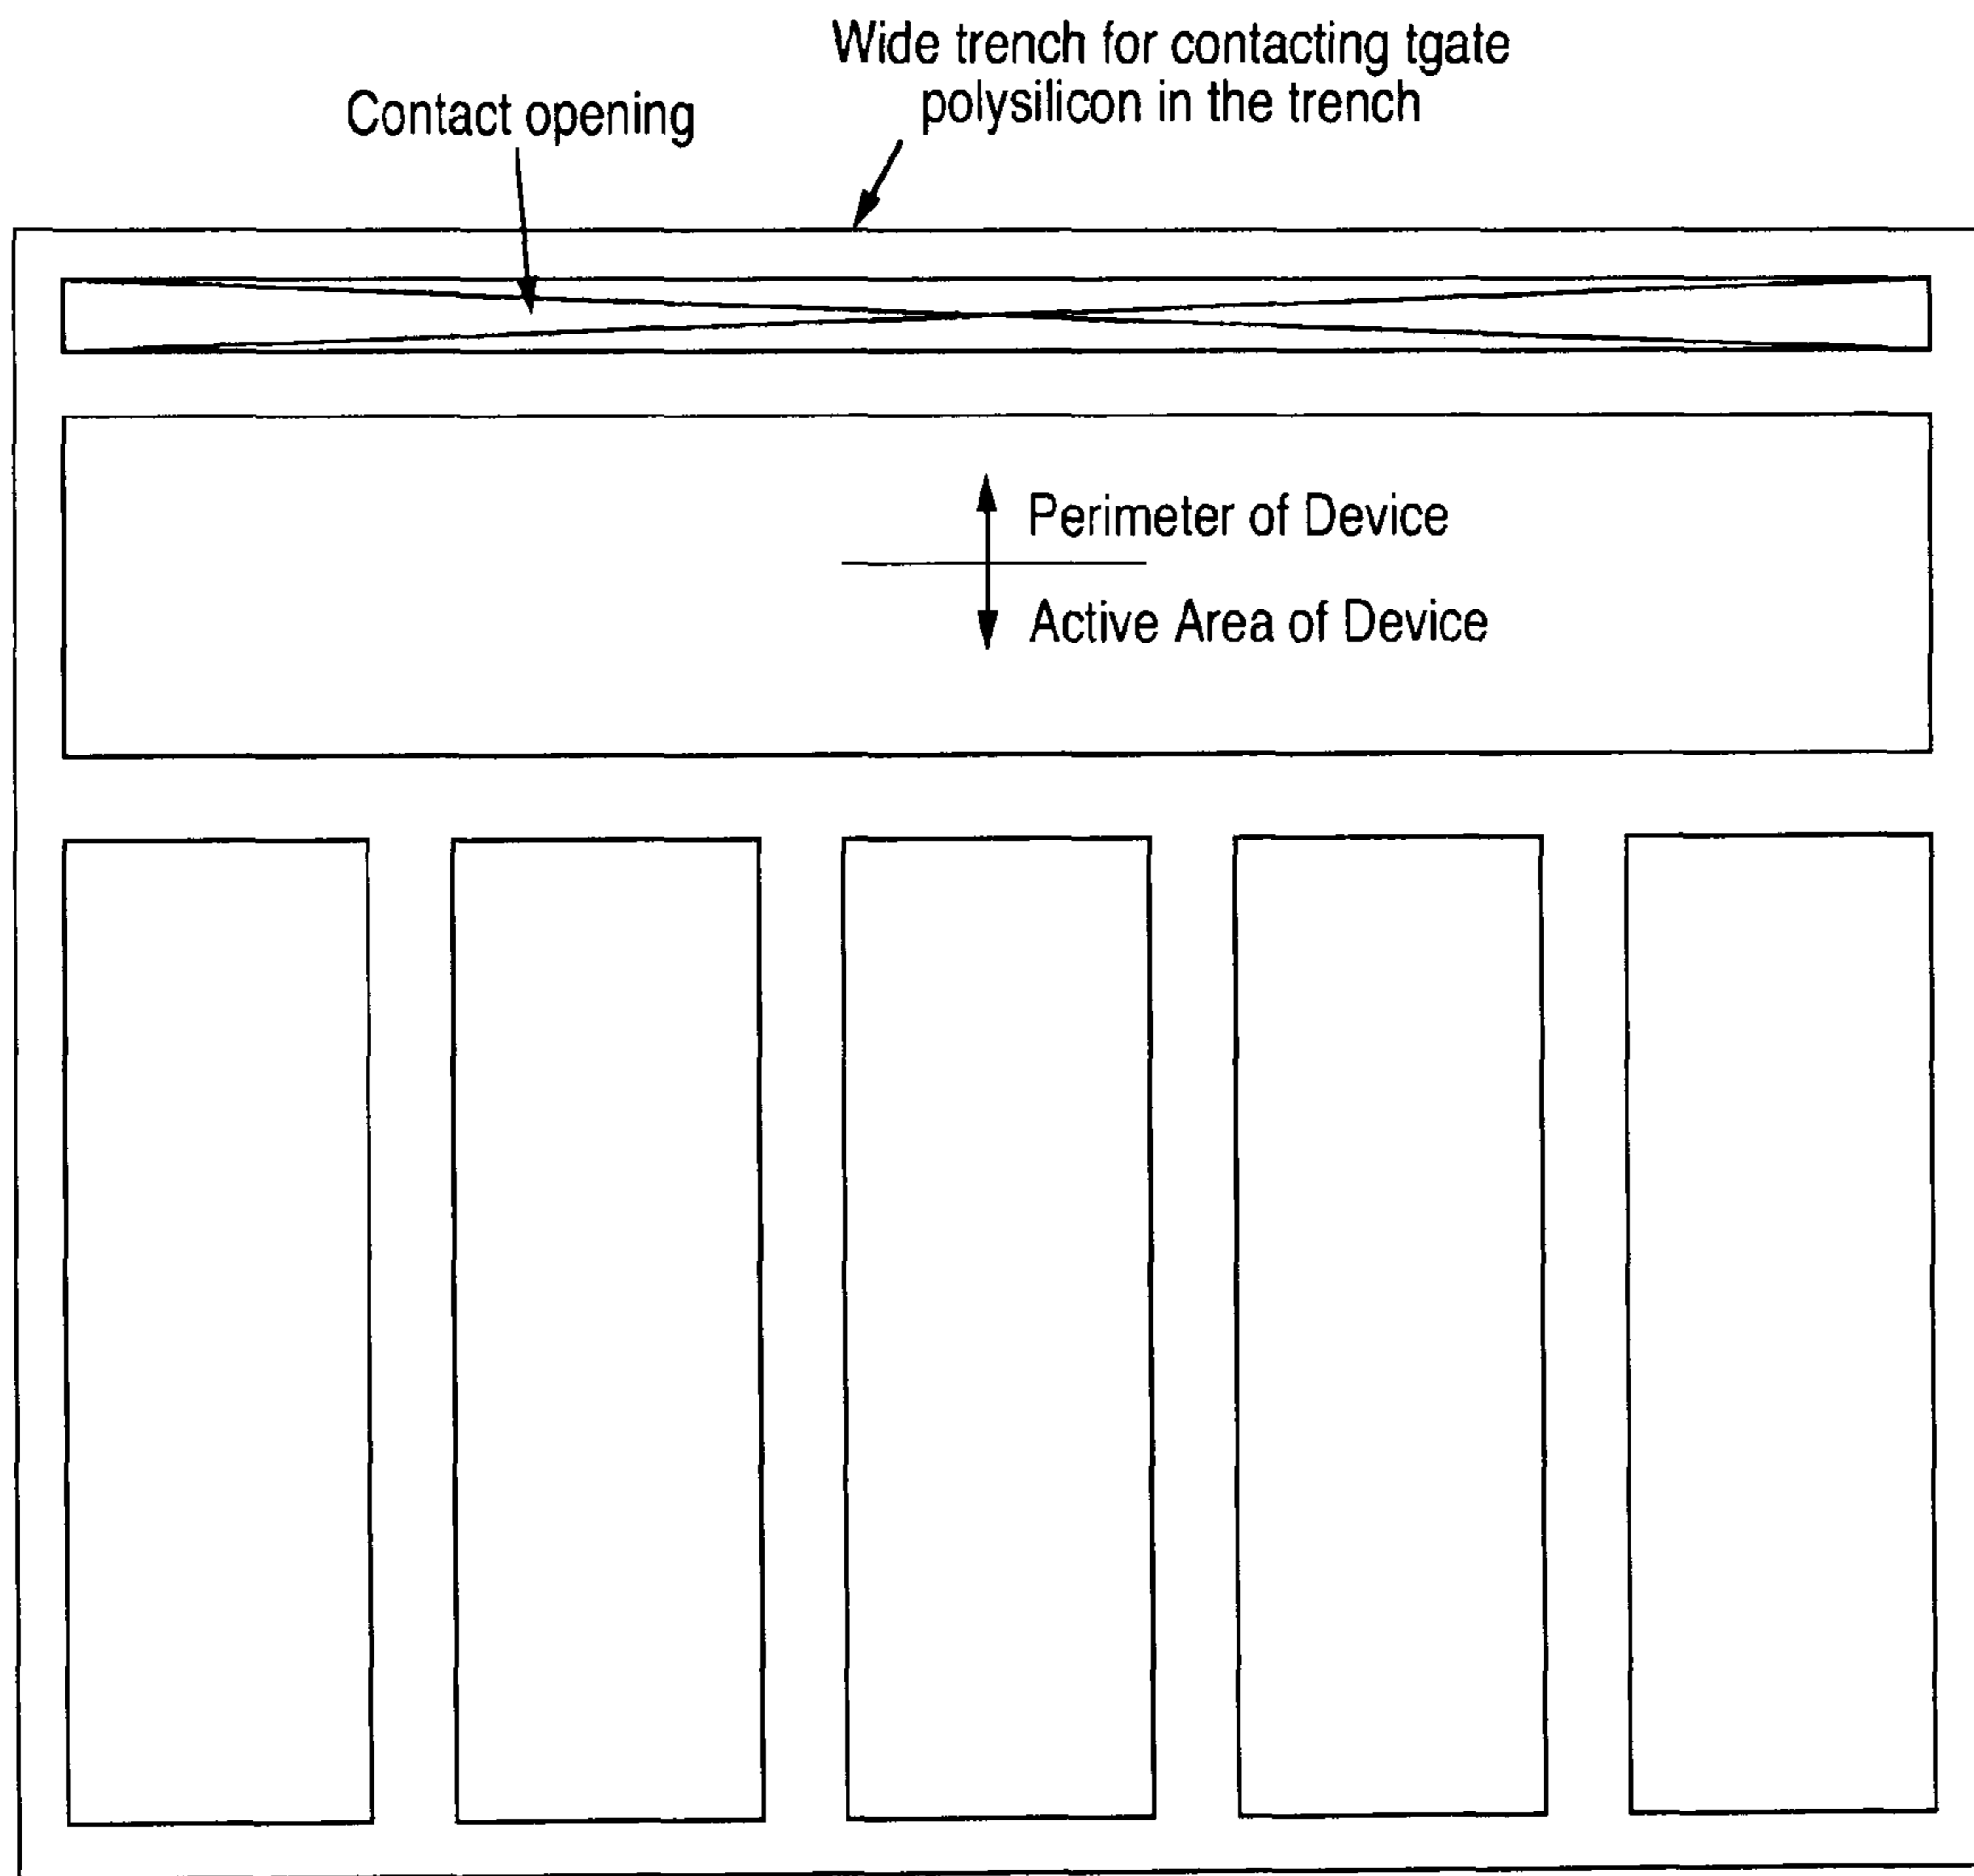 Wide trench for contacting tgate
polysilicon in the trench
Contact opening
Perimeter of Device
Active Area of Device